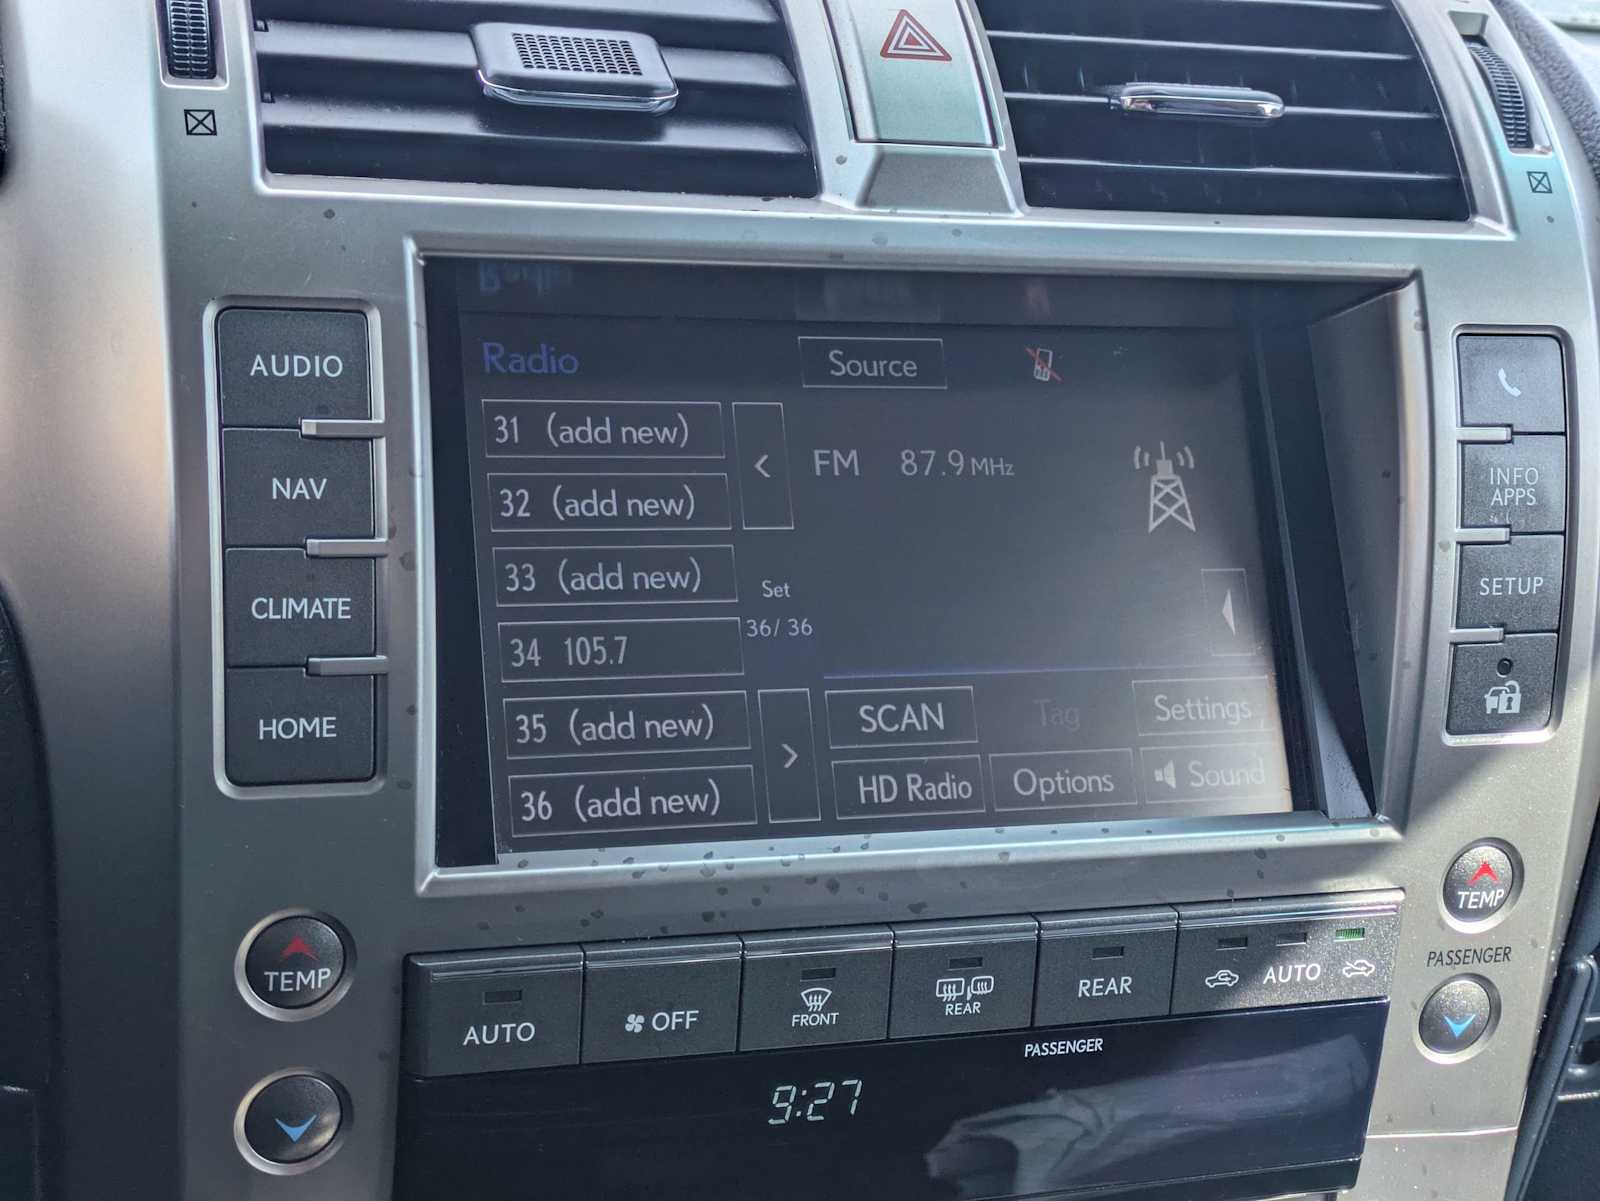 Radio
Source
31 (add new)
32 (add new)
33 (add new)
34 105.7
35 (add new)
36 (add new)
<
Set
36/36
>
FM 87.9 MHz
SCAN
Tag
Settings
HD Radio
Options
Sound
AUDIO
NAV
CLIMATE
HOME
INFO
APPS
SETUP
TEMP
TEMP
PASSENGER
AUTO
OFF
FRONT
REAR
REAR
AUTO
PASSENGER
9:27